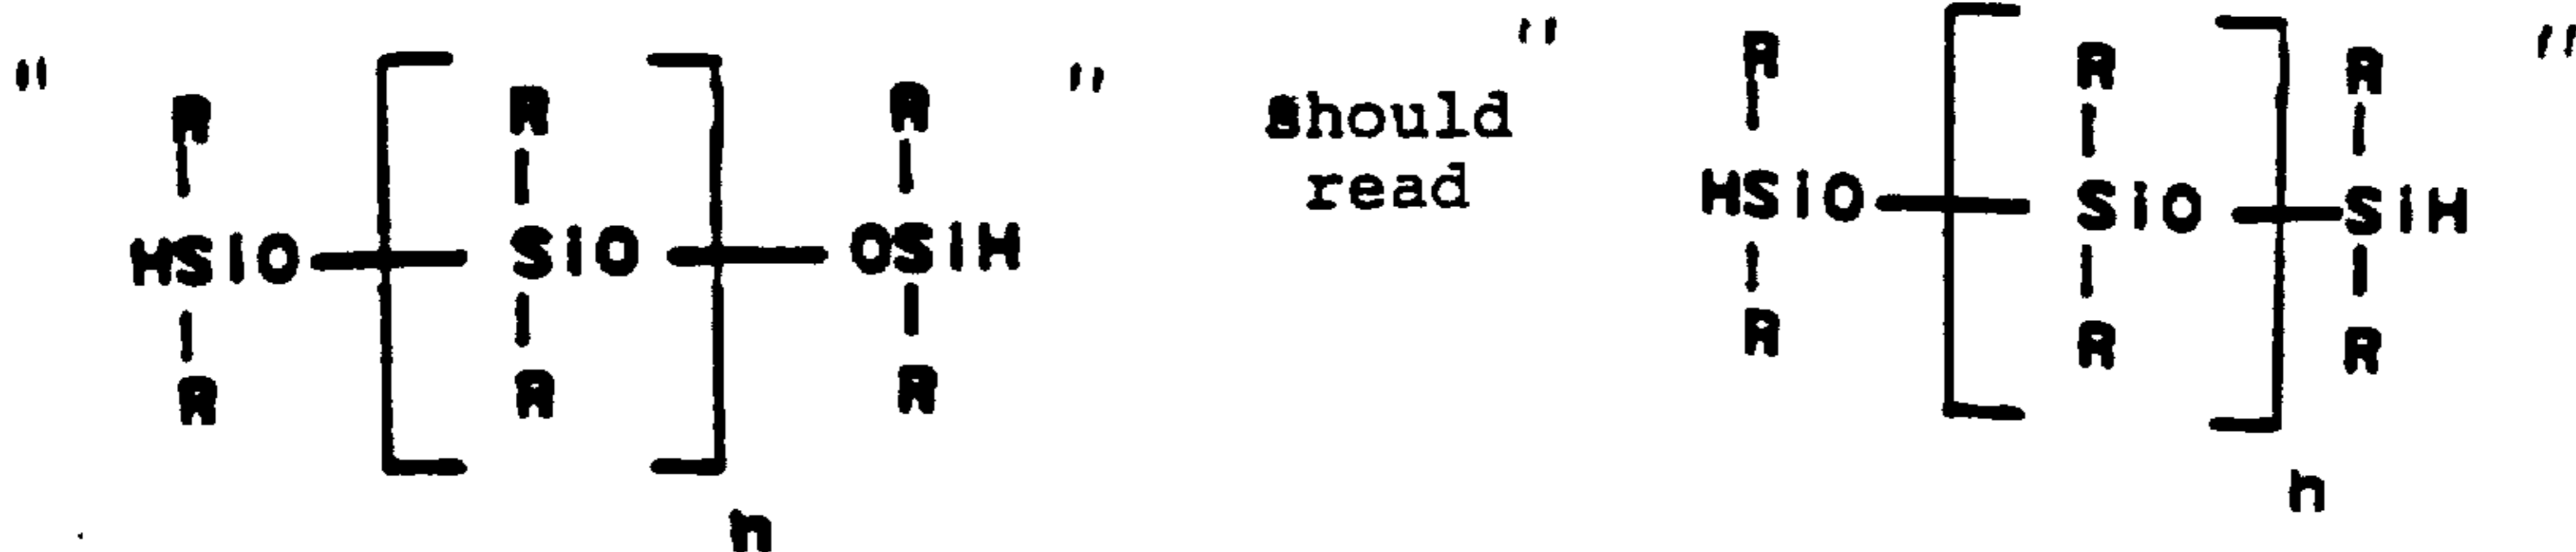 " R R R " should read " R R R "
HSiO [ SiO ] OSiH HSiO [ SiO ] SiH
R R R R R R
n n